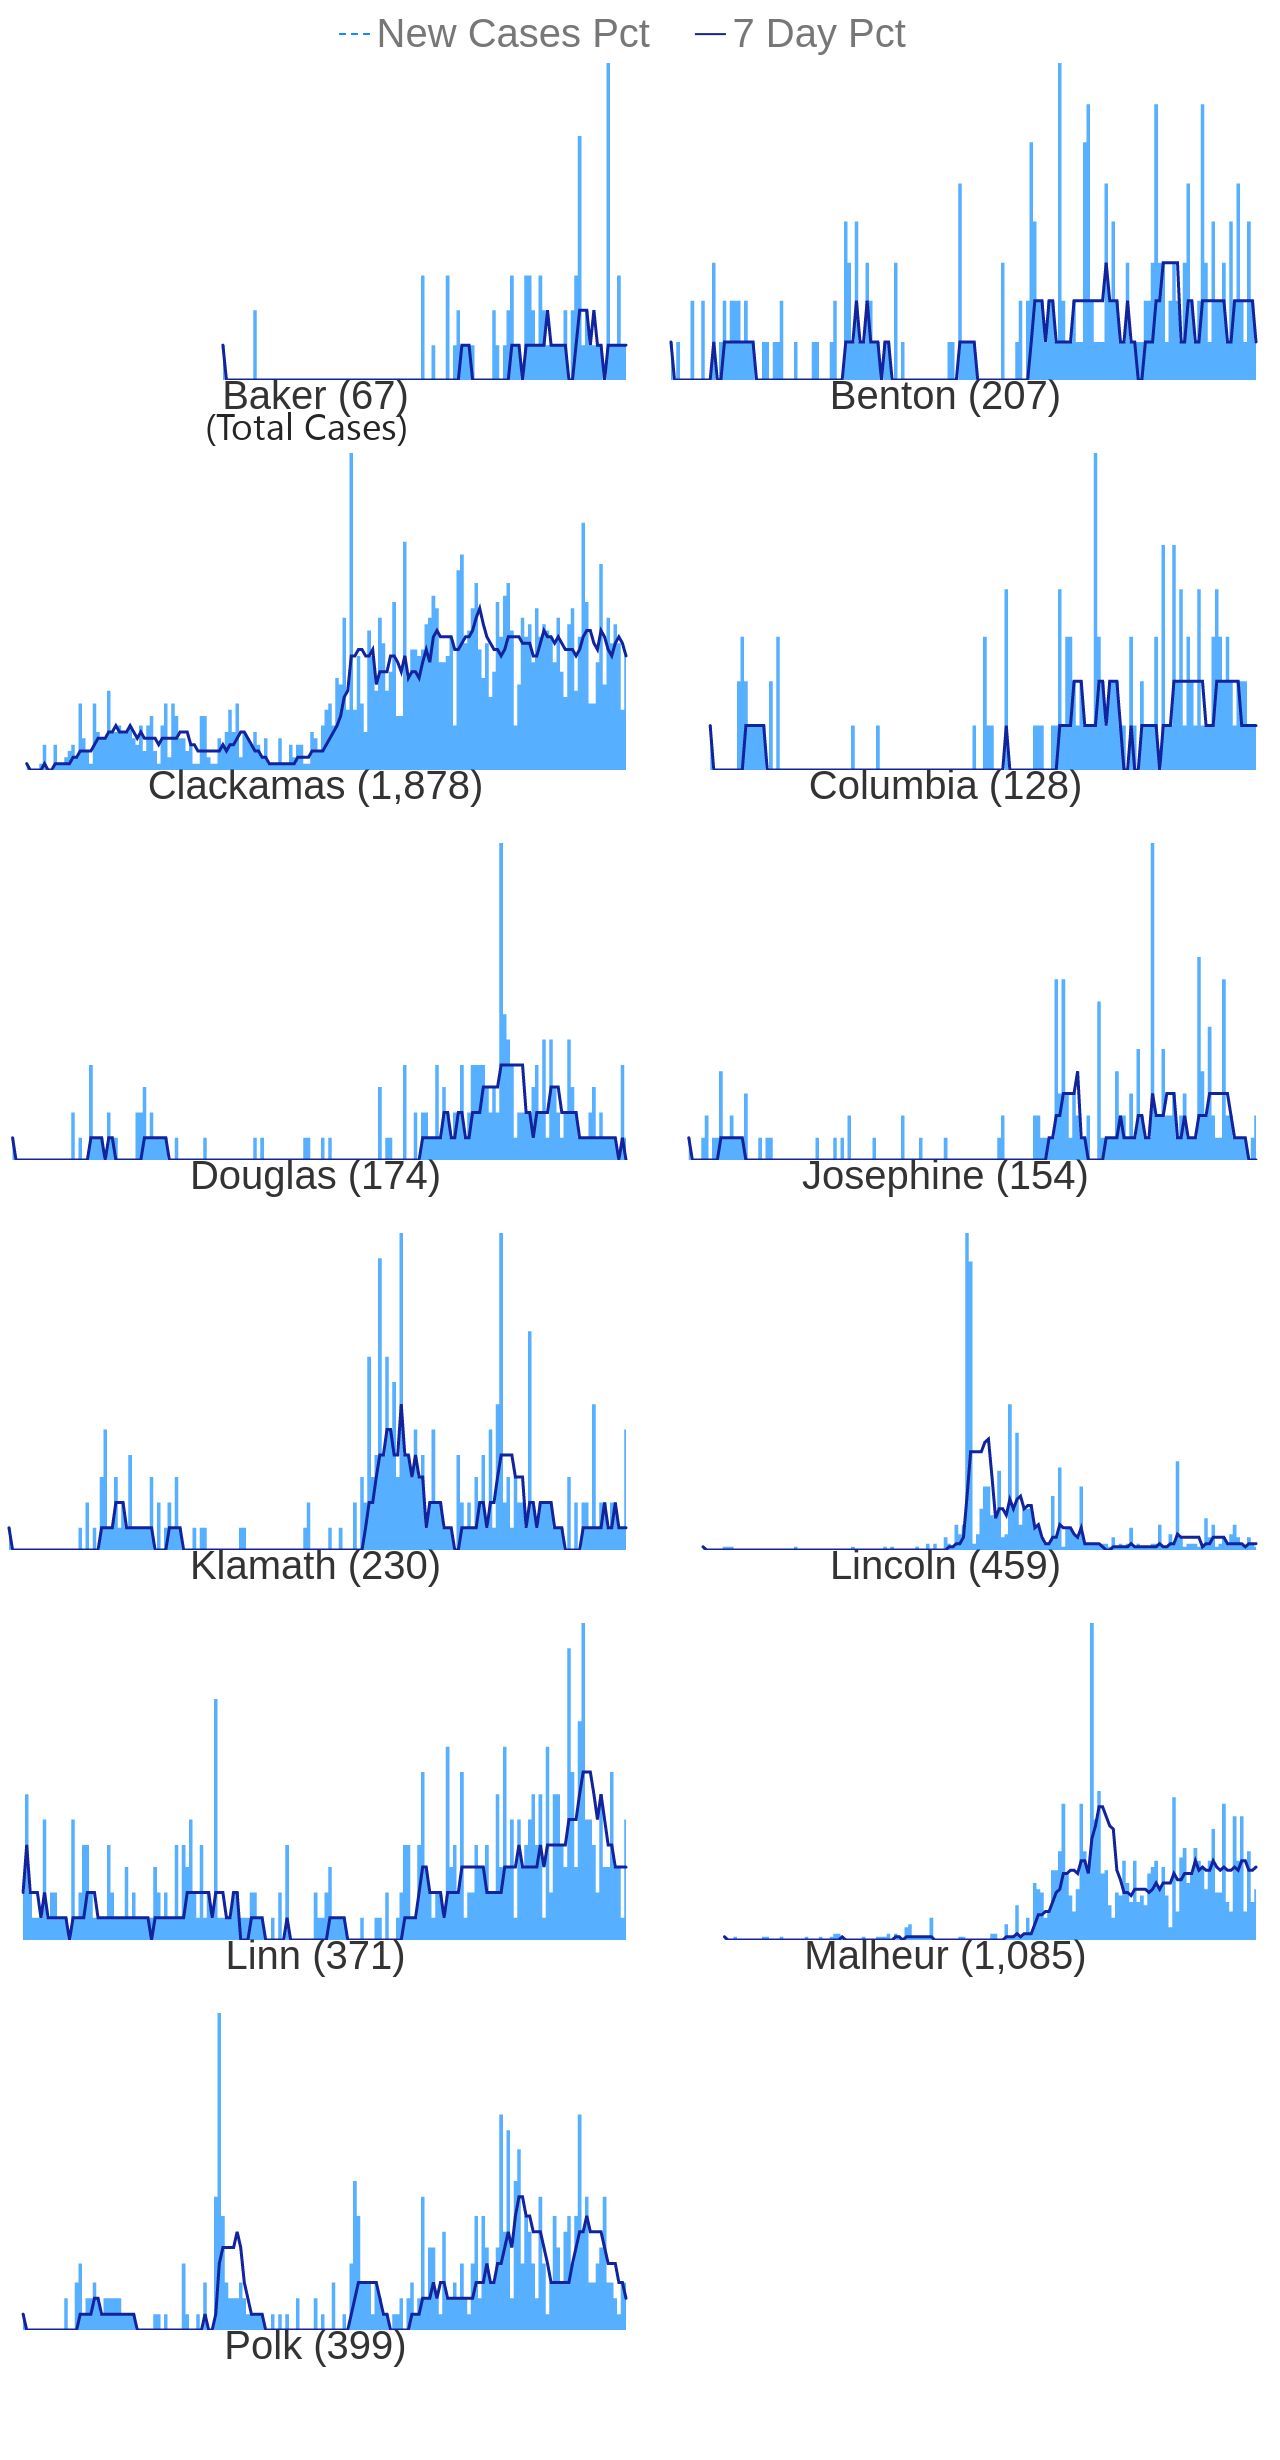 New Cases Pct 7 Day Pct
Baker (67) Benton (207)
(Total Cases)
Clackamas (1,878) Columbia (128)
Douglas (174) Josephine (154)
Klamath (230) Lincoln (459)
Linn (371) Malheur (1,085)
Polk (399)